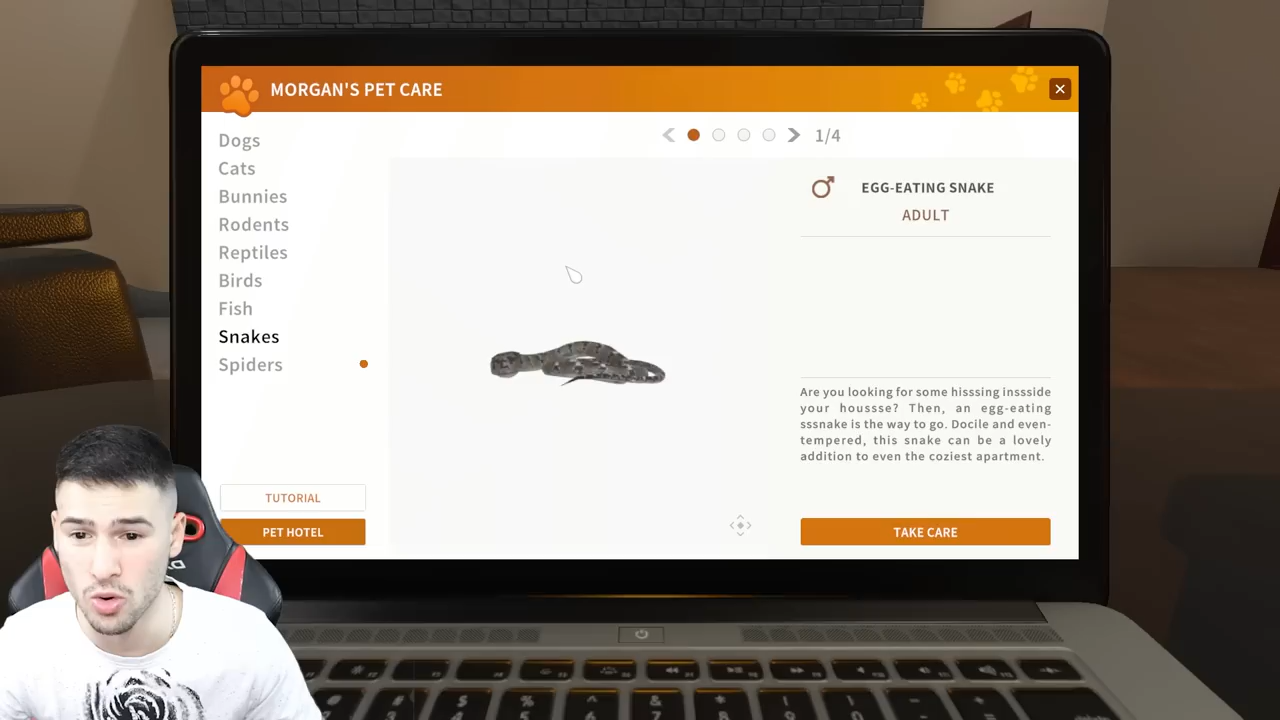 MORGAN'S PET CARE
Dogs
Cats
Bunnies
Rodents
Reptiles
Birds
Fish
Snakes
Spiders
TUTORIAL
PET HOTEL
1/4
EGG-EATING SNAKE
ADULT
Are you looking for some hisssing inssside
your houssse? Then, an egg-eating
sssnake is the way to go. Docile and even-
tempered, this snake can be a lovely
addition to even the coziest apartment.
TAKE CARE